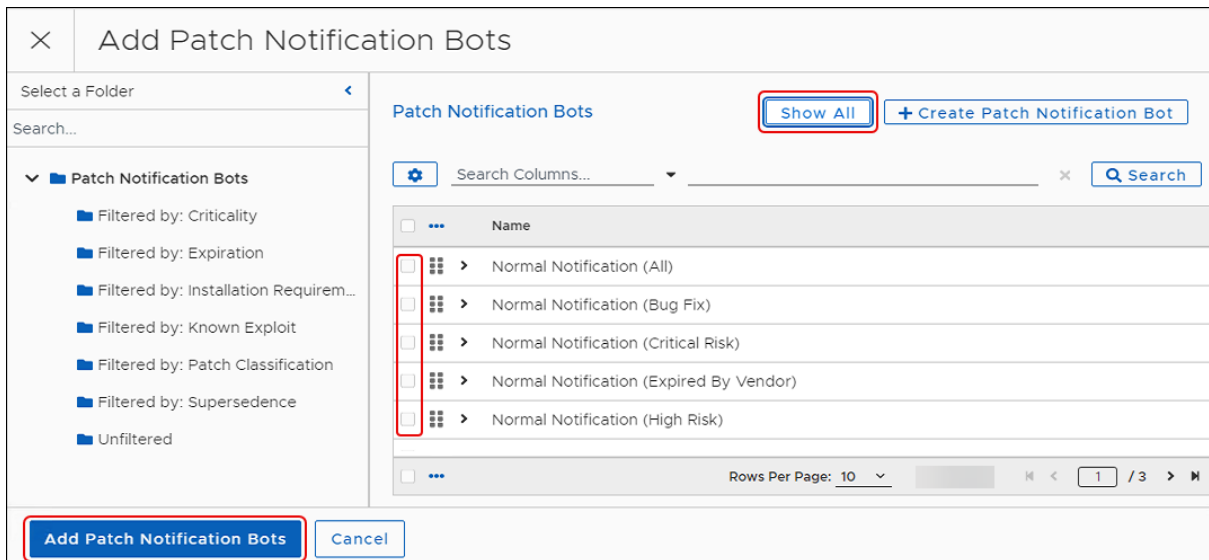 Add Patch Notification Bots
Select a Folder
Search...
Patch Notification Bots
Filtered by: Criticality
Filtered by: Expiration
Filtered by: Installation Requirem...
Filtered by: Known Exploit
Filtered by: Patch Classification
Filtered by: Supersedence
Unfiltered
Patch Notification Bots
Show All
+ Create Patch Notification Bot
Search Columns...
Search
Name
Normal Notification (All)
Normal Notification (Bug Fix)
Normal Notification (Critical Risk)
Normal Notification (Expired By Vendor)
Normal Notification (High Risk)
Rows Per Page: 10
1 / 3
Add Patch Notification Bots
Cancel